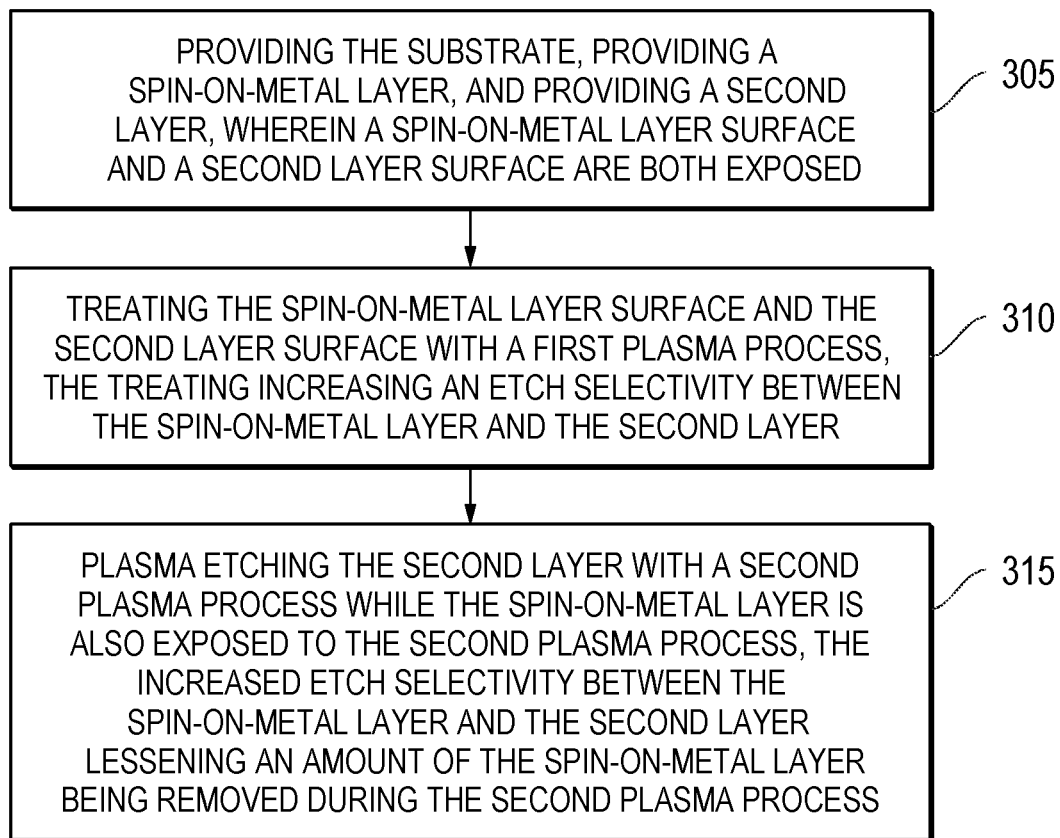 PROVIDING THE SUBSTRATE, PROVIDING A
SPIN-ON-METAL LAYER, AND PROVIDING A SECOND
LAYER, WHEREIN A SPIN-ON-METAL LAYER SURFACE
AND A SECOND LAYER SURFACE ARE BOTH EXPOSED
305
TREATING THE SPIN-ON-METAL LAYER SURFACE AND THE
SECOND LAYER SURFACE WITH A FIRST PLASMA PROCESS,
THE TREATING INCREASING AN ETCH SELECTIVITY BETWEEN
THE SPIN-ON-METAL LAYER AND THE SECOND LAYER
310
PLASMA ETCHING THE SECOND LAYER WITH A SECOND
PLASMA PROCESS WHILE THE SPIN-ON-METAL LAYER IS
ALSO EXPOSED TO THE SECOND PLASMA PROCESS, THE
INCREASED ETCH SELECTIVITY BETWEEN THE
SPIN-ON-METAL LAYER AND THE SECOND LAYER
LESSENING AN AMOUNT OF THE SPIN-ON-METAL LAYER
BEING REMOVED DURING THE SECOND PLASMA PROCESS
315